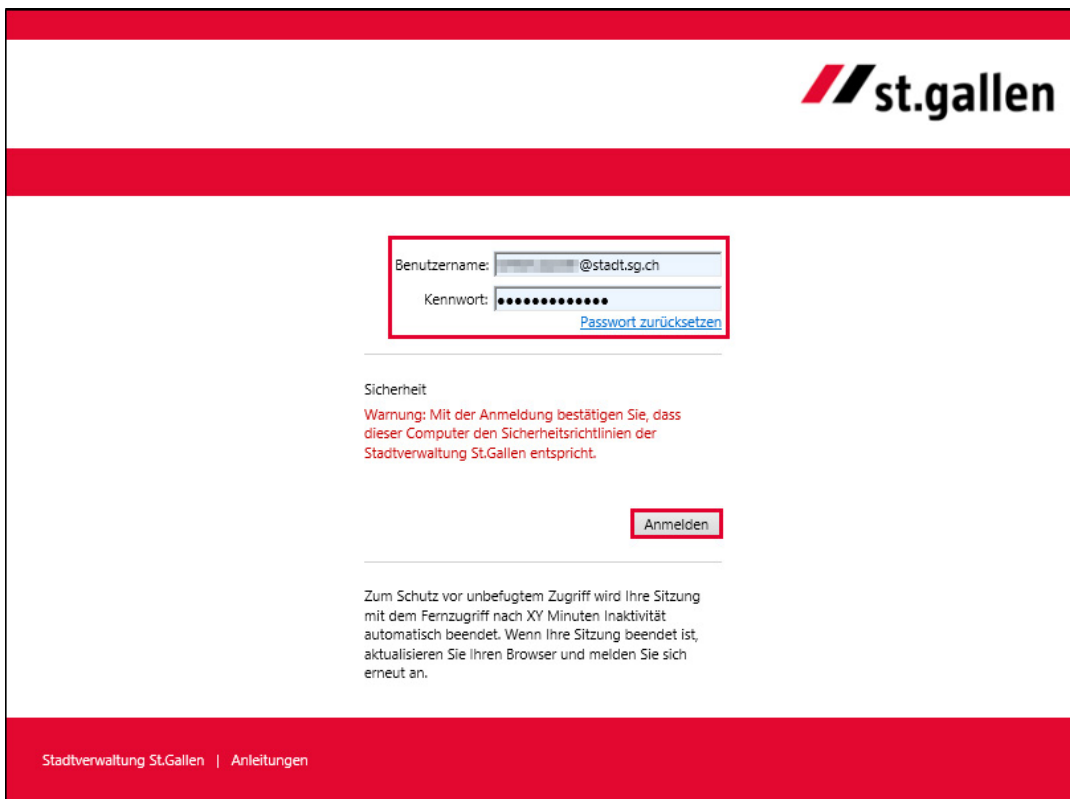 st.gallen
Benutzername: @stadt.sg.ch
Kennwort: •••••••••••••
Passwort zurücksetzen
Sicherheit
Warnung: Mit der Anmeldung bestätigen Sie, dass
dieser Computer den Sicherheitsrichtlinien der
Stadtverwaltung St.Gallen entspricht.
Anmelden
Zum Schutz vor unbefugtem Zugriff wird Ihre Sitzung
mit dem Fernzugriff nach XY Minuten Inaktivität
automatisch beendet. Wenn Ihre Sitzung beendet ist,
aktualisieren Sie Ihren Browser und melden Sie sich
erneut an.
Stadtverwaltung St.Gallen | Anleitungen